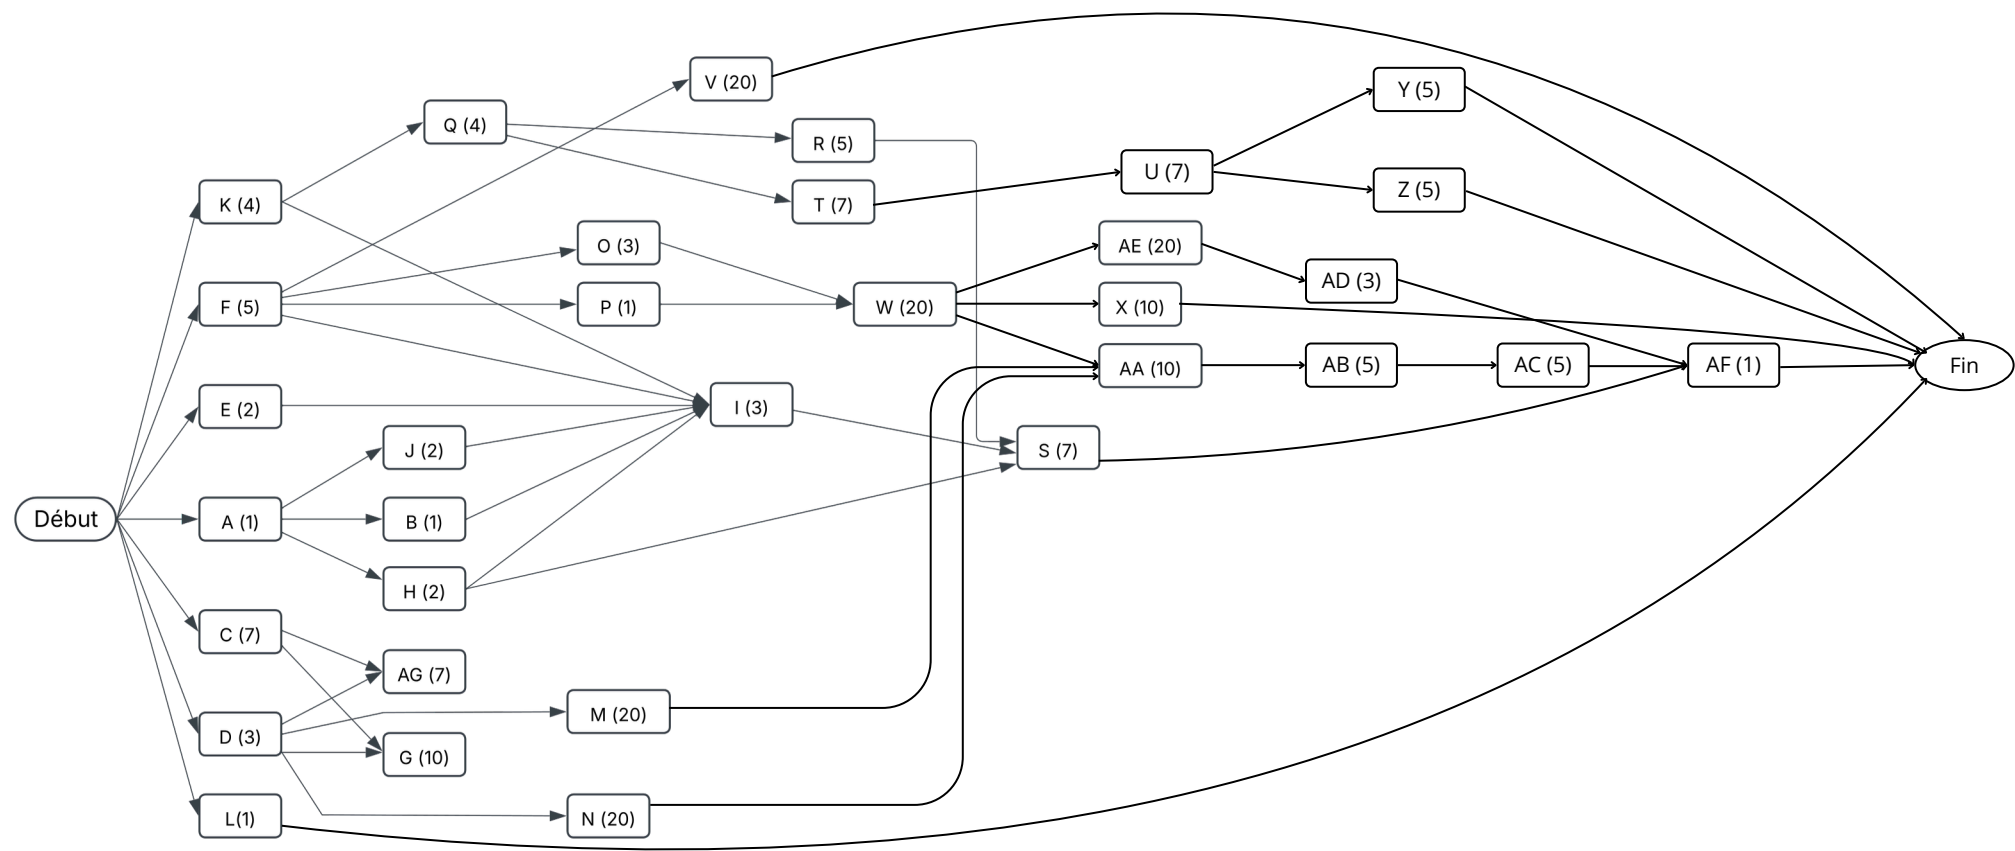 V (20)
Y (5)
Q (4)
R (5)
U (7)
Z (5)
K (4)
T (7)
O (3)
AE (20)
AD (3)
F (5)
P (1)
W (20)
X (10)
AA (10)
AB (5)
AC (5)
AF (1)
Fin
E (2)
I (3)
J (2)
S (7)
Début
A (1)
B (1)
H (2)
C (7)
AG (7)
M (20)
D (3)
G (10)
L(1)
N (20)